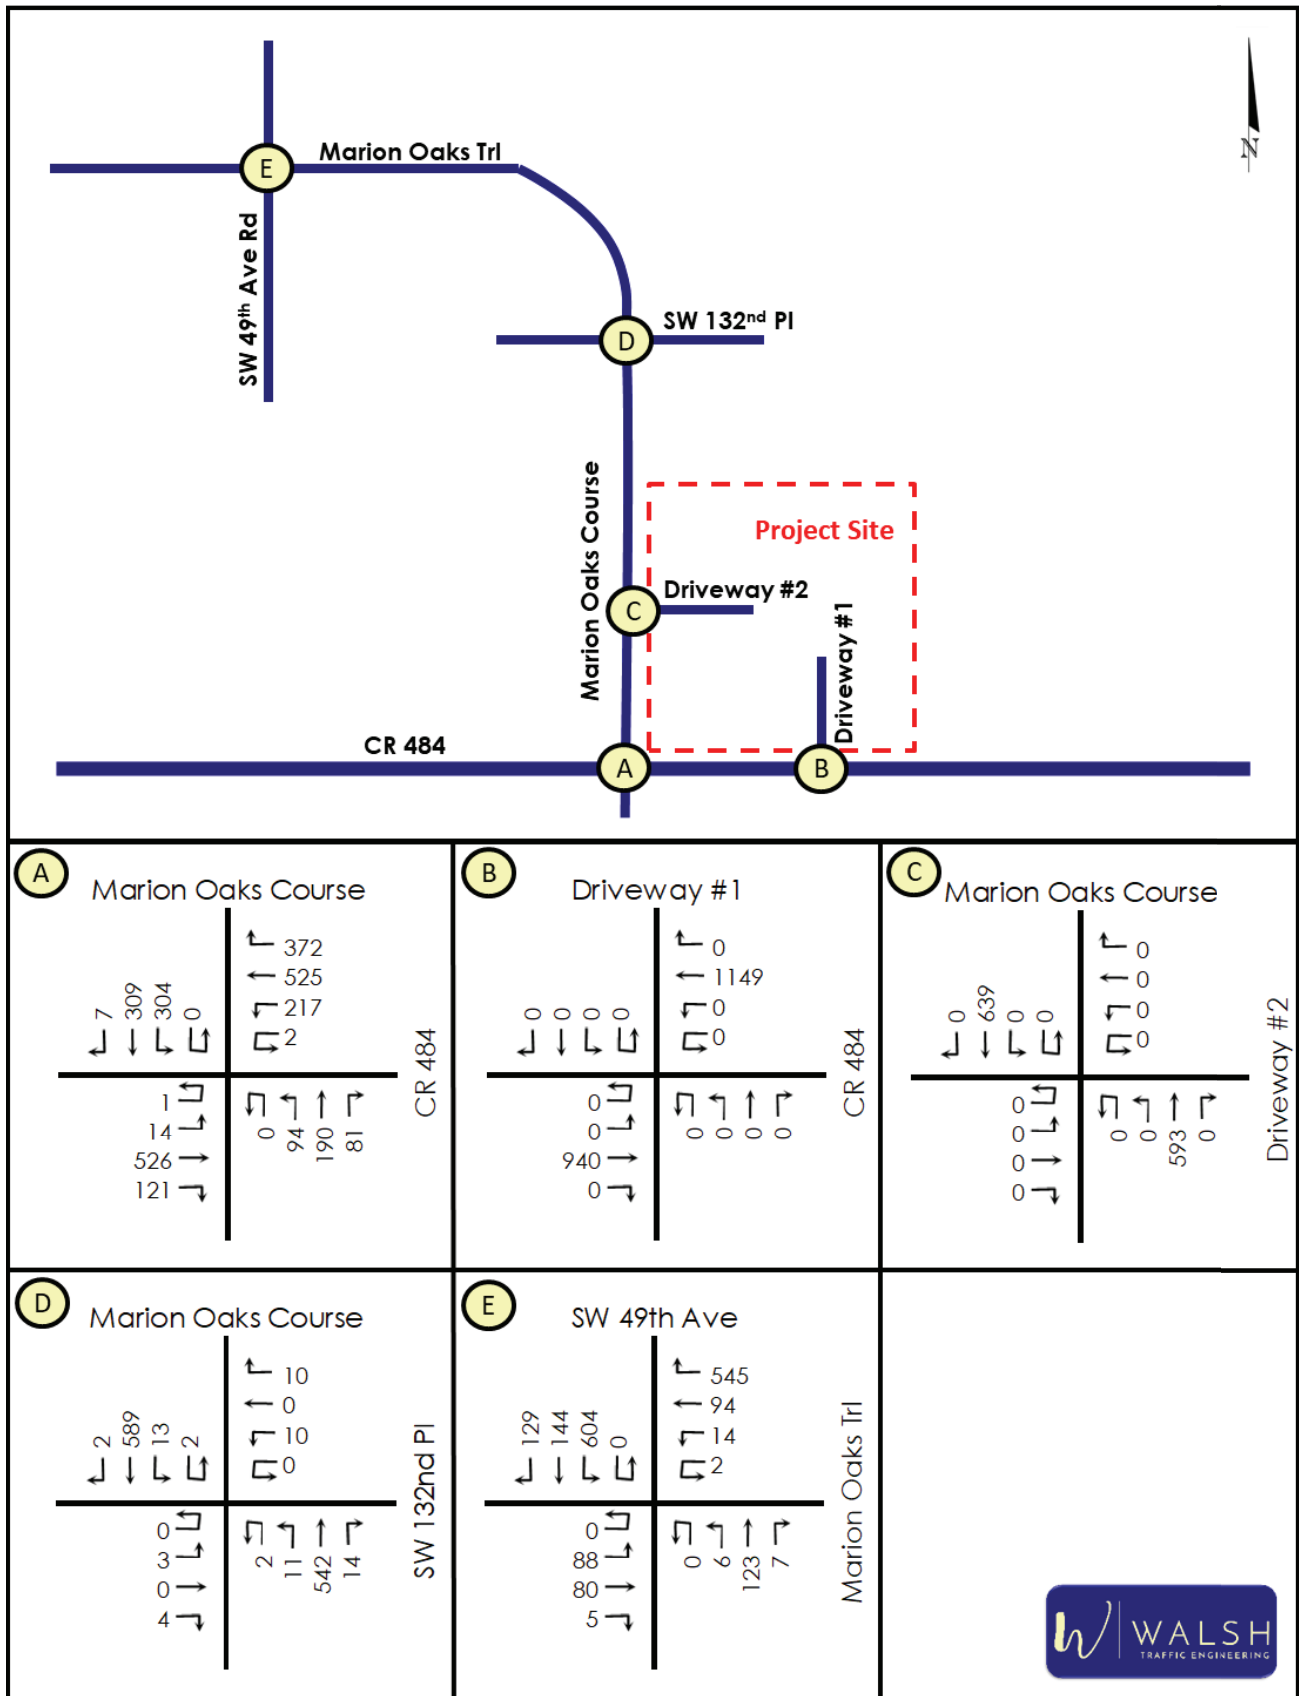 N
Marion Oaks Trl
E
SW 49th Ave Rd
SW 132nd Pl
D
Marion Oaks Course
Project Site
Driveway #2
C
Driveway #1
CR 484
A
B
A
Marion Oaks Course
372
525
217
2
7
309
304
0
1
14
526
121
0
94
190
81
CR 484
B
Driveway #1
0
1149
0
0
0
0
0
0
0
0
940
0
0
0
0
0
CR 484
C
Marion Oaks Course
0
0
0
0
0
639
0
0
0
0
0
0
0
0
593
0
Driveway #2
D
Marion Oaks Course
10
0
10
0
2
589
13
2
0
3
0
4
2
11
542
14
SW 132nd Pl
E
SW 49th Ave
545
94
14
2
129
144
604
0
0
88
80
5
0
6
123
7
Marion Oaks Trl
W
WALSH
TRAFFIC ENGINEERING